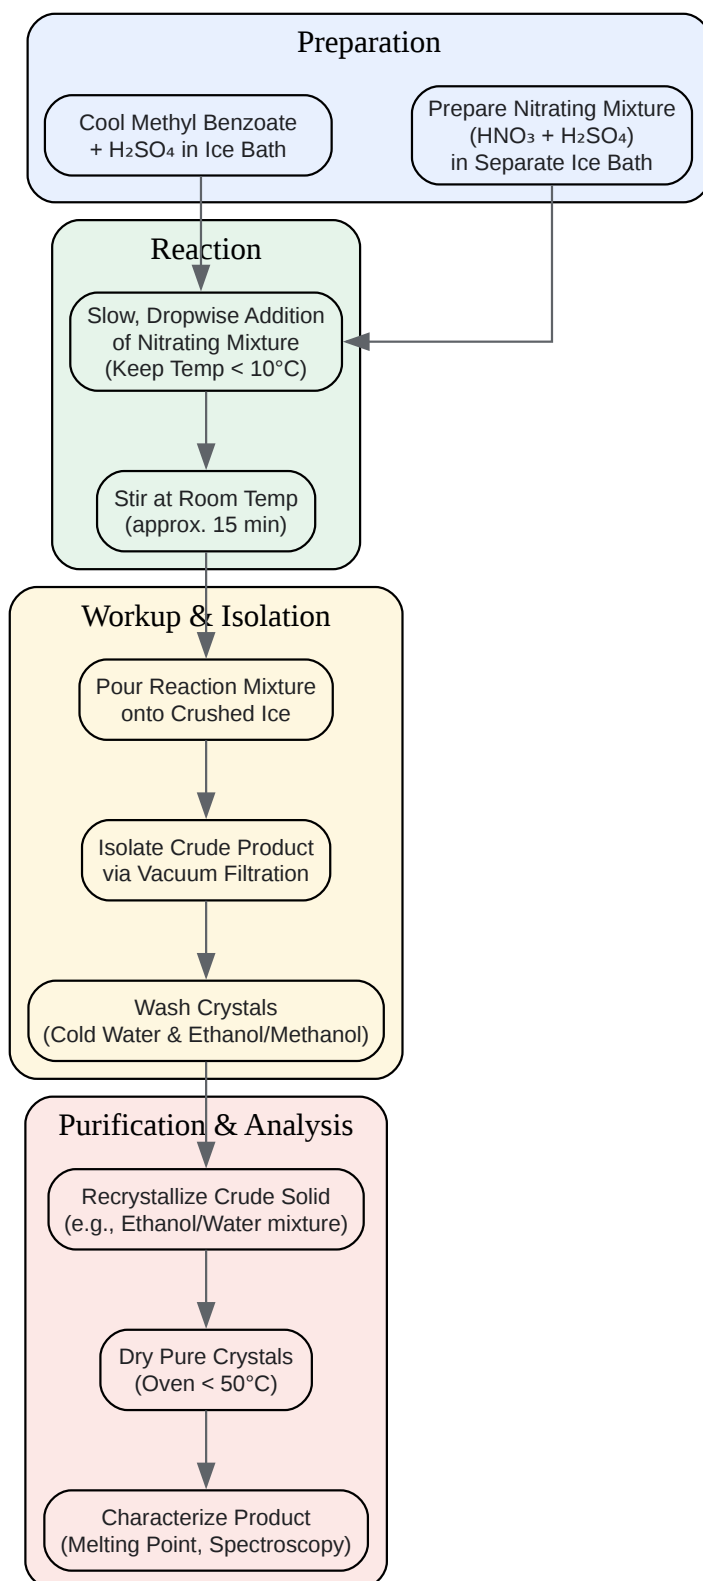 Preparation
Cool Methyl Benzoate
+ H₂SO₄ in Ice Bath
Prepare Nitrating Mixture
(HNO₃ + H₂SO₄)
in Separate Ice Bath
Reaction
Slow, Dropwise Addition
of Nitrating Mixture
(Keep Temp < 10°C)
Stir at Room Temp
(approx. 15 min)
Workup & Isolation
Pour Reaction Mixture
onto Crushed Ice
Isolate Crude Product
via Vacuum Filtration
Wash Crystals
(Cold Water & Ethanol/Methanol)
Purification & Analysis
Recrystallize Crude Solid
(e.g., Ethanol/Water mixture)
Dry Pure Crystals
(Oven < 50°C)
Characterize Product
(Melting Point, Spectroscopy)